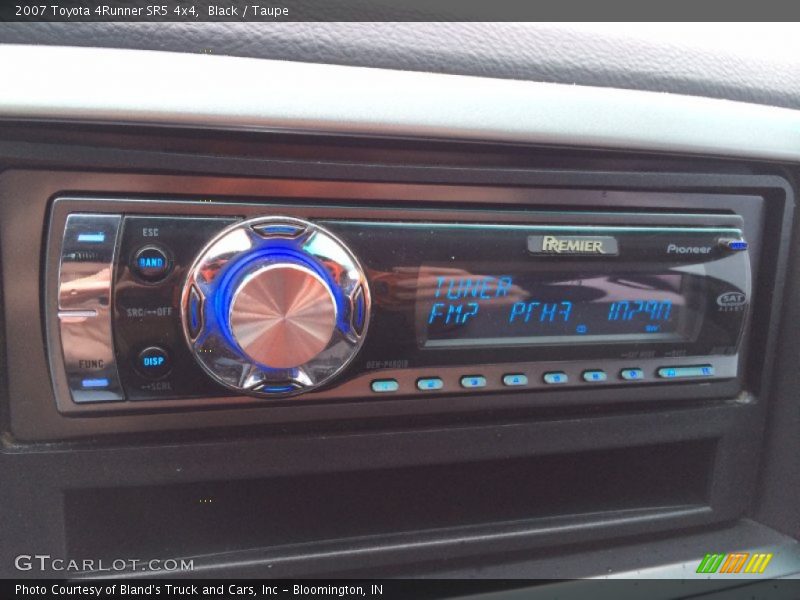 2007 Toyota 4Runner SR5 4x4, Black / Taupe
ESC
BAND
SRC/OFF
FUNC
DISP
SCRL
PREMIER
Pioneer
SAT
TUNER
FM2
GTCARLOT.COM
Photo Courtesy of Bland's Truck and Cars, Inc – Bloomington, IN